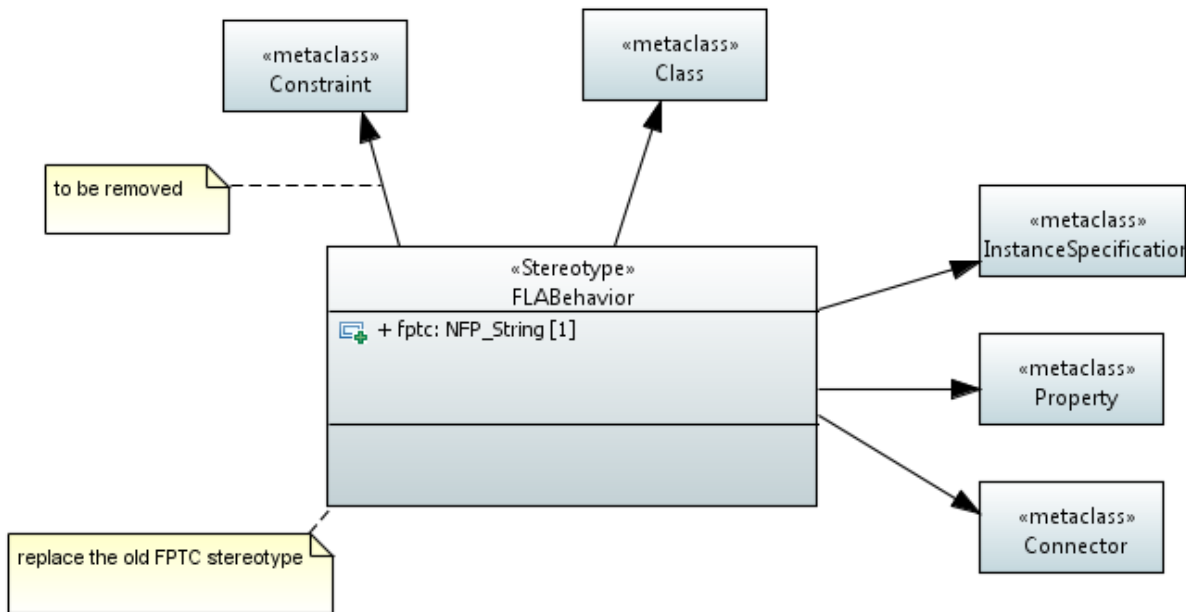 «metaclass»
Constraint
«metaclass»
Class
to be removed
«metaclass»
InstanceSpecification
«Stereotype»
FLABehavior
+ fptc: NFP_String [1]
«metaclass»
Property
«metaclass»
Connector
replace the old FPTC stereotype